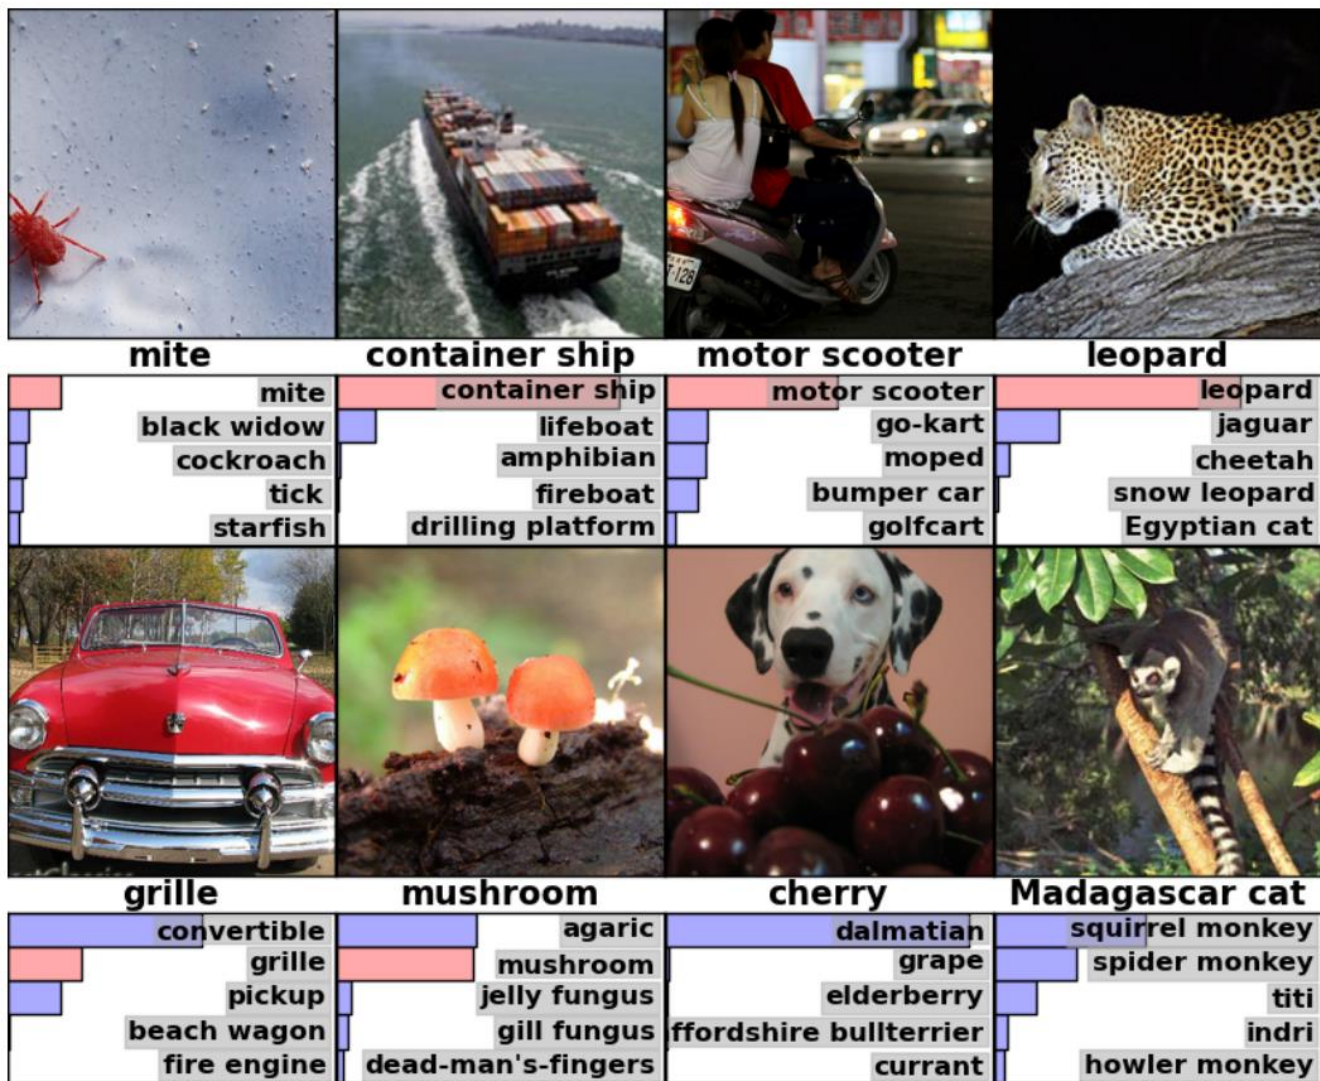 T-128
mite
container ship
motor scooter
leopard
mite
black widow
cockroach
tick
starfish
container ship
lifeboat
amphibian
fireboat
drilling platform
motor scooter
go-kart
moped
bumper car
golfcart
leopard
jaguar
cheetah
snow leopard
Egyptian cat
grille
mushroom
cherry
Madagascar cat
convertible
grille
pickup
beach wagon
fire engine
agaric
mushroom
jelly fungus
gill fungus
dead-man's-fingers
dalmatian
grape
elderberry
ffordshire bullterrier
currant
squirrel monkey
spider monkey
titi
indri
howler monkey